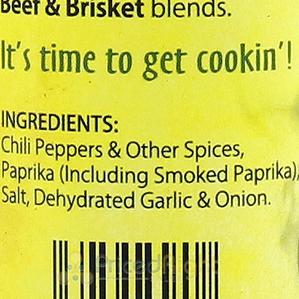 Beef & Brisket blends.
It's time to get cookin'!
INGREDIENTS:
Chili Peppers & Other Spices,
Paprika (Including Smoked Paprika),
Salt, Dehydrated Garlic & Onion.